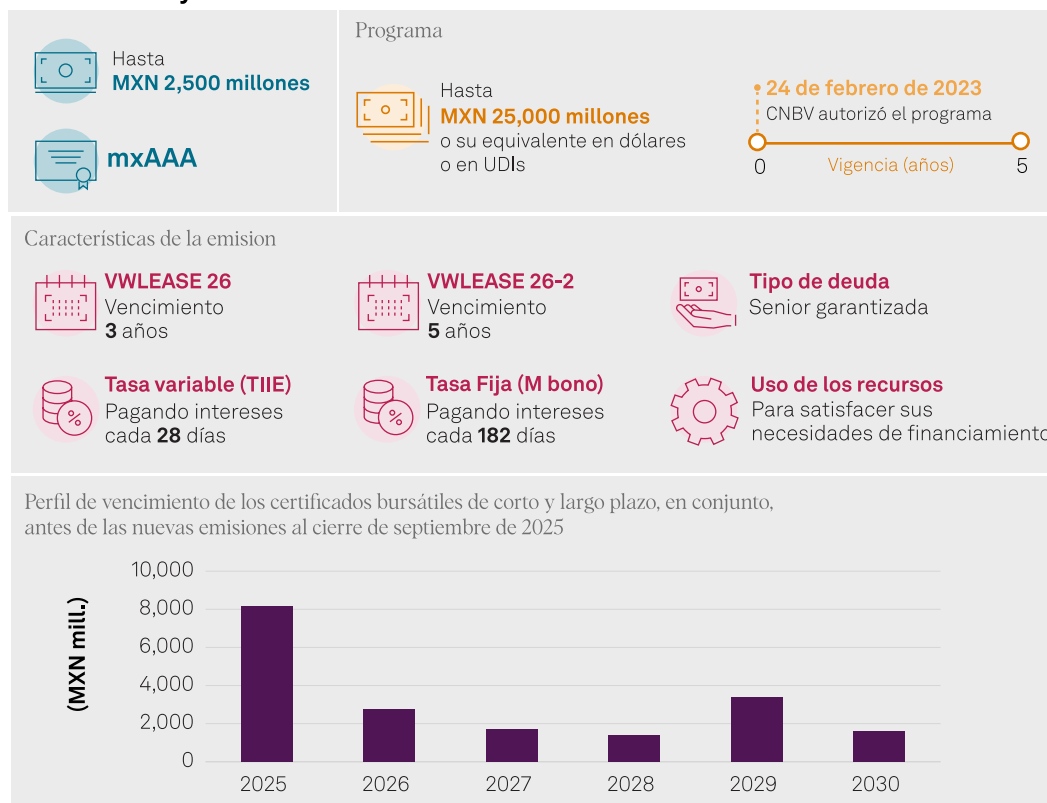 Hasta
MXN 2,500 millones
mxAAA
Programa
Hasta
MXN 25,000 millones
o su equivalente en dólares
o en UDIs
24 de febrero de 2023
CNBV autorizó el programa
0 Vigencia (años) 5
Características de la emision
VWLEASE 26
Vencimiento
3 años
VWLEASE 26-2
Vencimiento
5 años
Tipo de deuda
Senior garantizada
Tasa variable (TIIE)
Pagando intereses
cada 28 días
Tasa Fija (M bono)
Pagando intereses
cada 182 días
Uso de los recursos
Para satisfacer sus
necesidades de financiamiento
Perfil de vencimiento de los certificados bursátiles de corto y largo plazo, en conjunto,
antes de las nuevas emisiones al cierre de septiembre de 2025
(MXN mill.)
10,000
8,000
6,000
4,000
2,000
0
2025 2026 2027 2028 2029 2030